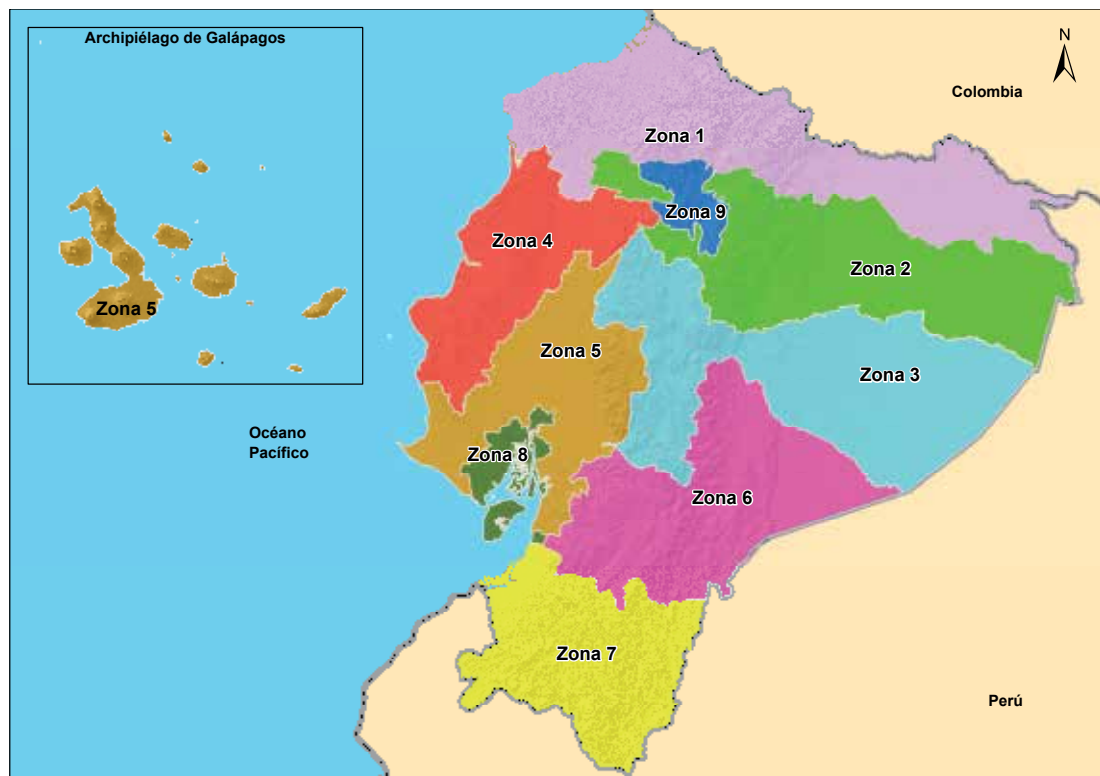 Archipiélago de Galápagos
N
Colombia
Zona 1
Zona 9
Zona 4
Zona 2
Zona 5
Zona 5
Zona 3
Océano
Pacífico
Zona 8
Zona 6
Zona 7
Perú